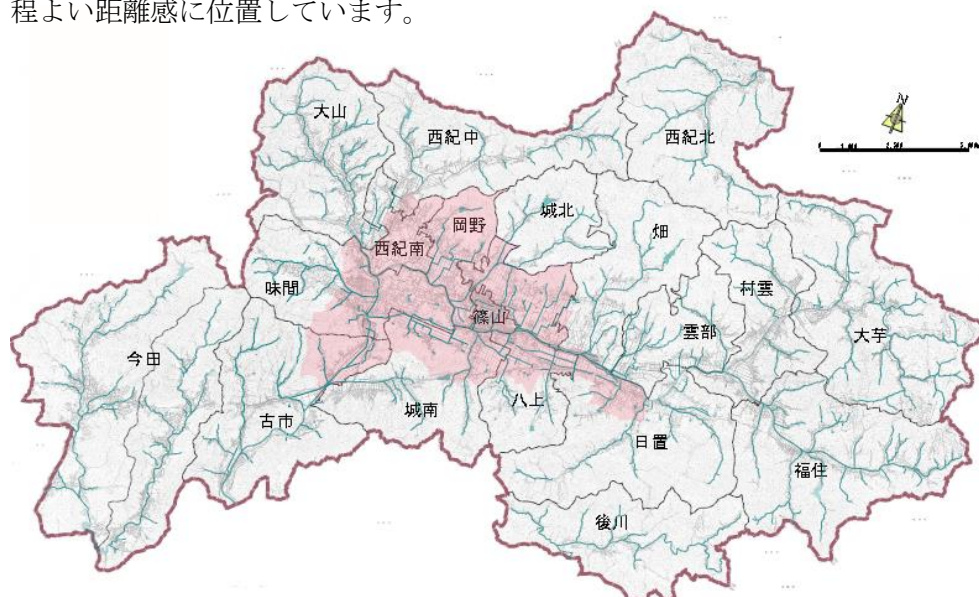 程よい距離感に位置しています。
大山
西紀中
西紀北
N
岡野
城北
畑
西紀南
味間
篠山
村雲
雲部
大芋
今田
古市
城南
八上
日置
福住
後川